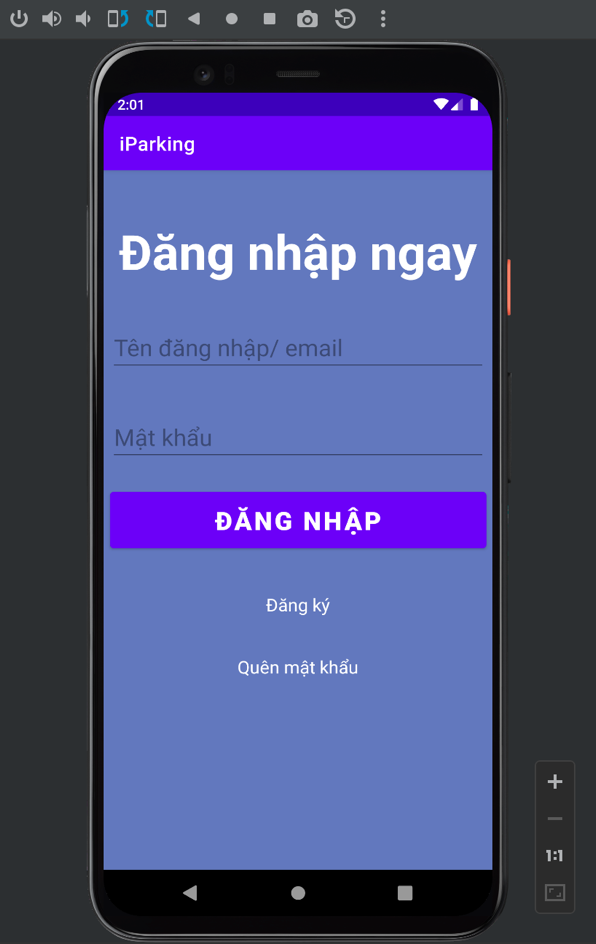 2:01
iParking
Đăng nhập ngay
Tên đăng nhập/ email
Mật khẩu
ĐĂNG NHẬP
Đăng ký
Quên mật khẩu
1:1